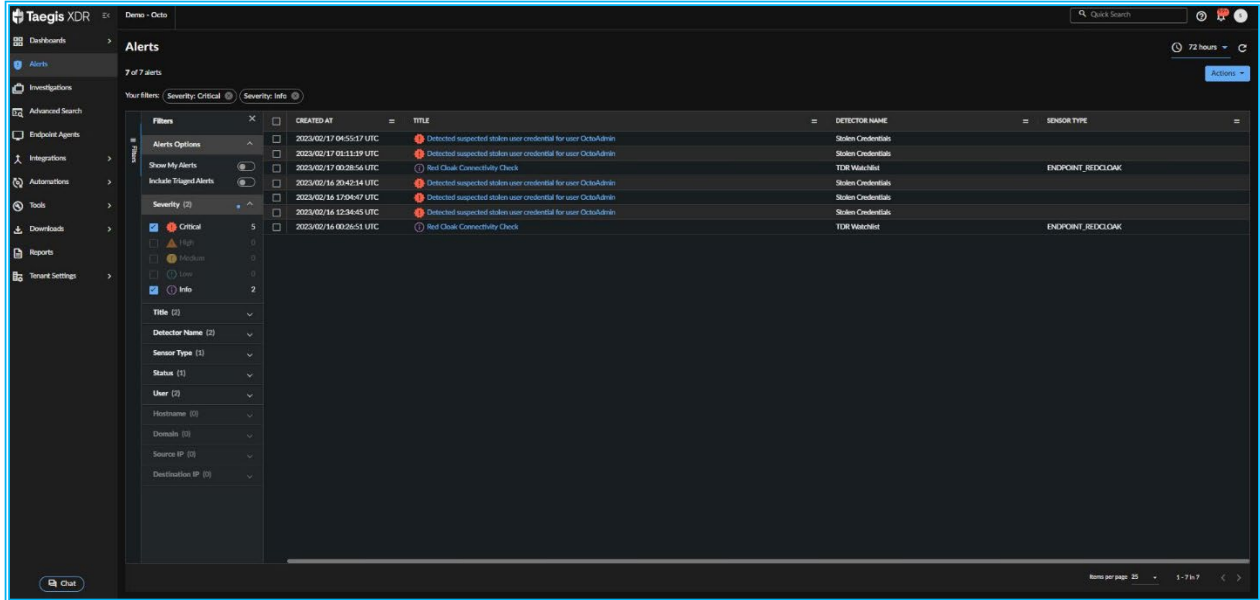 Taegis XDR
Demo - Octo
Quick Search
Dashboards
Alerts
Investigations
Advanced Search
Endpoint Agents
Integrations
Automations
Tools
Downloads
Reports
Tenant Settings
Chat
Alerts
72 hours
7 of 7 alerts
Actions
Your filters: Severity: Critical Severity: Info
Filters
Filters
Alerts Options
Show My Alerts
Include Triaged Alerts
Severity (2)
Critical 5
High 0
Medium 0
Low 0
Info 2
Title (2)
Detector Name (2)
Sensor Type (1)
Status (1)
User (2)
Hostname (0)
Domain (0)
Source IP (0)
Destination IP (0)
CREATED AT TITLE DETECTOR NAME SENSOR TYPE
2023/02/17 04:55:17 UTC Detected suspected stolen user credential for user OctoAdmin Stolen Credentials
2023/02/17 01:11:19 UTC Detected suspected stolen user credential for user OctoAdmin Stolen Credentials
2023/02/17 00:28:56 UTC Red Cloak Connectivity Check TDR Watchlist ENDPOINT_REDCLOAK
2023/02/16 20:42:14 UTC Detected suspected stolen user credential for user OctoAdmin Stolen Credentials
2023/02/16 17:04:47 UTC Detected suspected stolen user credential for user OctoAdmin Stolen Credentials
2023/02/16 12:34:45 UTC Detected suspected stolen user credential for user OctoAdmin Stolen Credentials
2023/02/16 00:26:51 UTC Red Cloak Connectivity Check TDR Watchlist ENDPOINT_REDCLOAK
Items per page 25 1 - 7 in 7